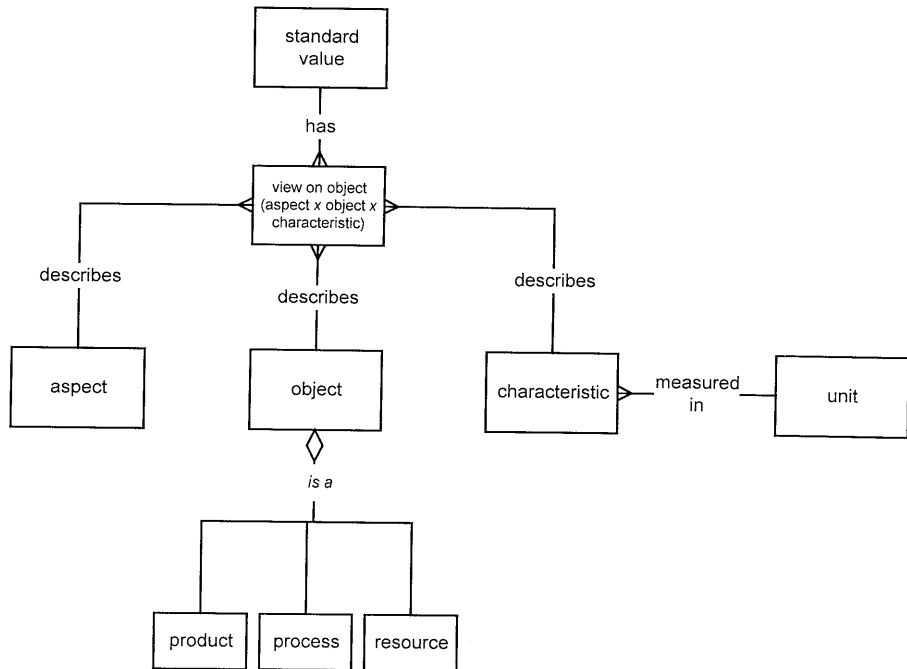 standard
value
has
view on object
(aspect x object x
characteristic)
describes
describes
describes
aspect
object
characteristic
measured
in
unit
is a
product
process
resource